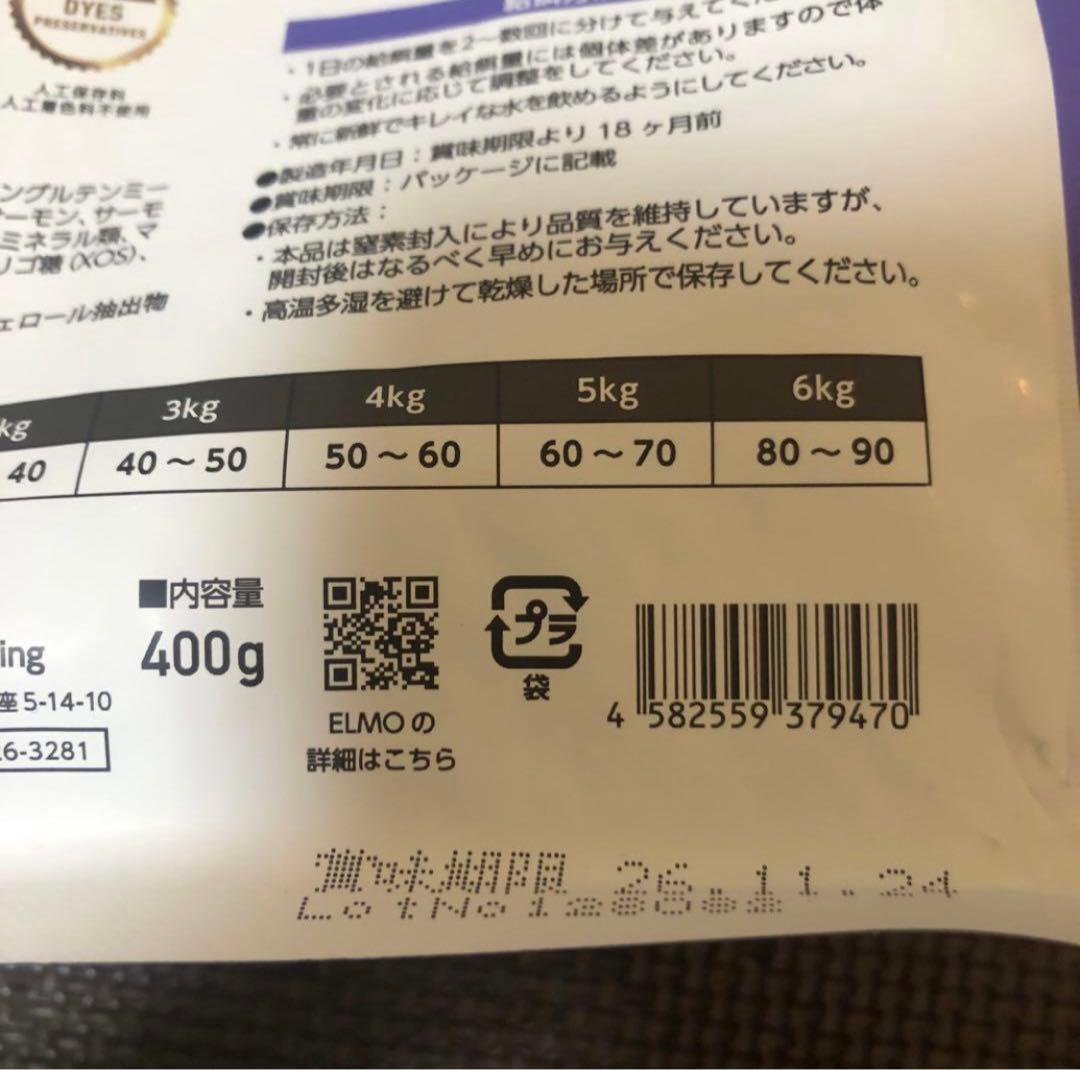 DYES
PRESERVATIVES
人工保存料
人工着色料不使用
・1日の給餌量を2〜数回に分けて与えてくだ
・必要とされる給餌量には個体差がありますので体
量の変化に応じて調整をしてください。
・常に新鮮でキレイな水を飲めるようにしてください。
●製造年月日：賞味期限より 18 ヶ月前
●賞味期限：パッケージに記載
●保存方法：
・本品は窒素封入により品質を維持していますが、
開封後はなるべく早めにお与えください。
・高温多湿を避けて乾燥した場所で保存してください。
ングルテンミー
ーモン、サーモ
ミネラル類、マ
リゴ糖 (XOS)、
ェロール抽出物
kg 3kg 4kg 5kg 6kg
40 40〜50 50〜60 60〜70 80〜90
ing
座 5-14-10
6-3281
■内容量
400g
ELMOの
詳細はこちら
プラ
袋
4 582559 379470
賞味期限 26.11.24
LotNo